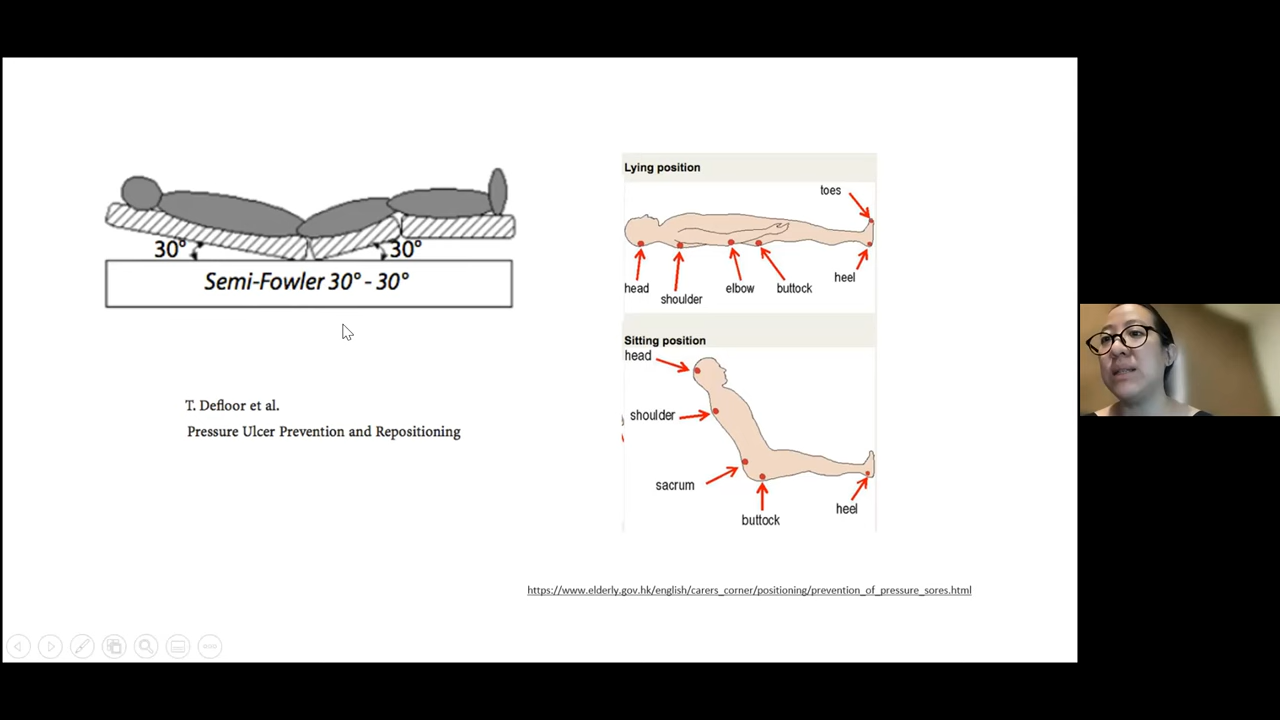 30°
30°
Semi-Fowler 30° - 30°
T. Defloor et al.
Pressure Ulcer Prevention and Repositioning
Lying position
toes
head
shoulder
elbow
buttock
heel
Sitting position
head
shoulder
sacrum
buttock
heel
https://www.elderly.gov.hk/english/carers_corner/positioning/prevention_of_pressure_sores.html